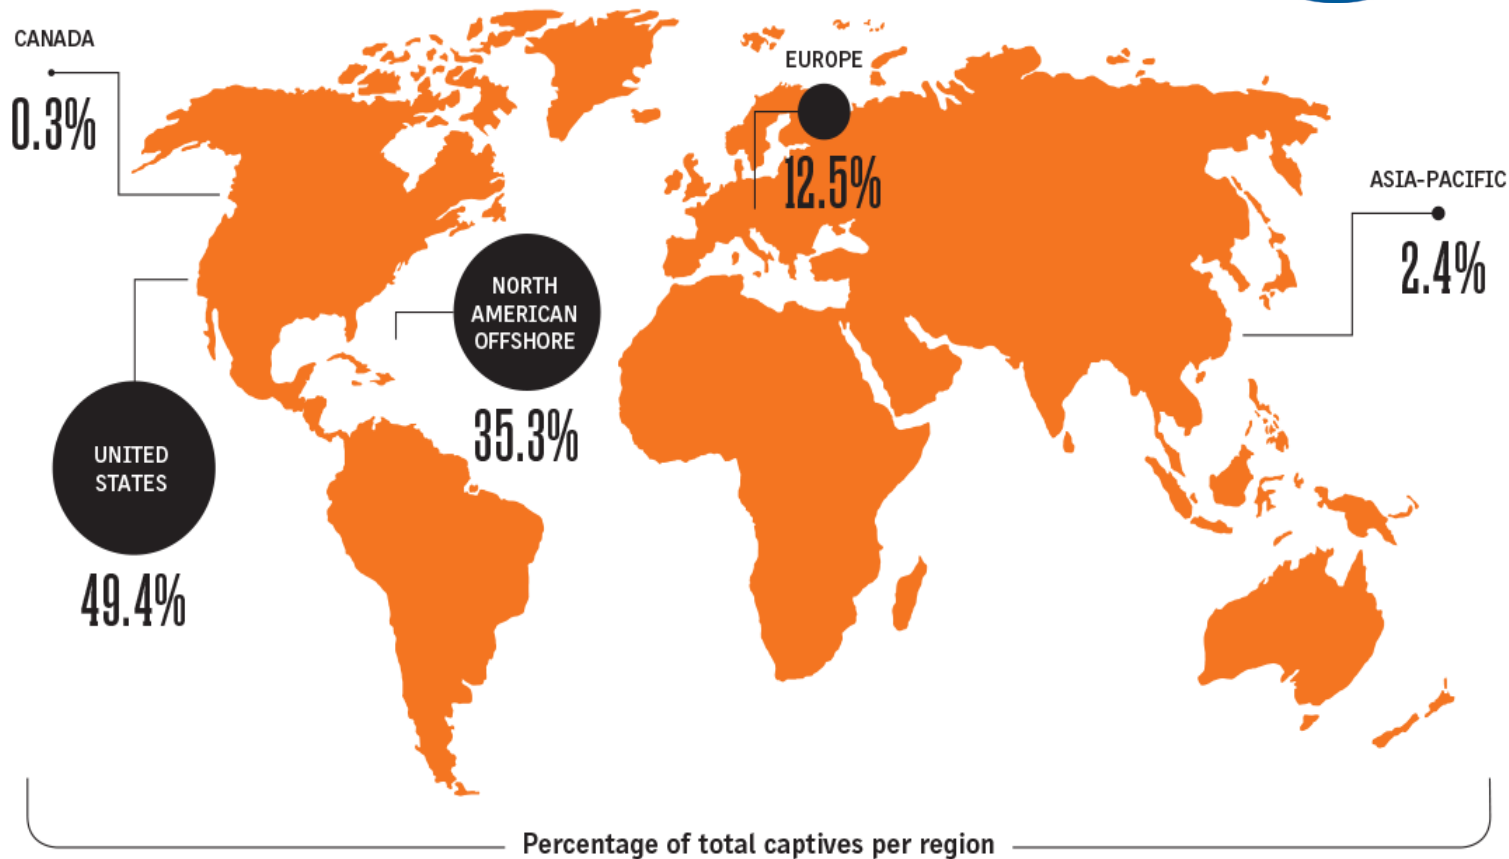 CANADA
0.3%
EUROPE
12.5%
ASIA-PACIFIC
2.4%
NORTH
AMERICAN
OFFSHORE
35.3%
UNITED
STATES
49.4%
Percentage of total captives per region